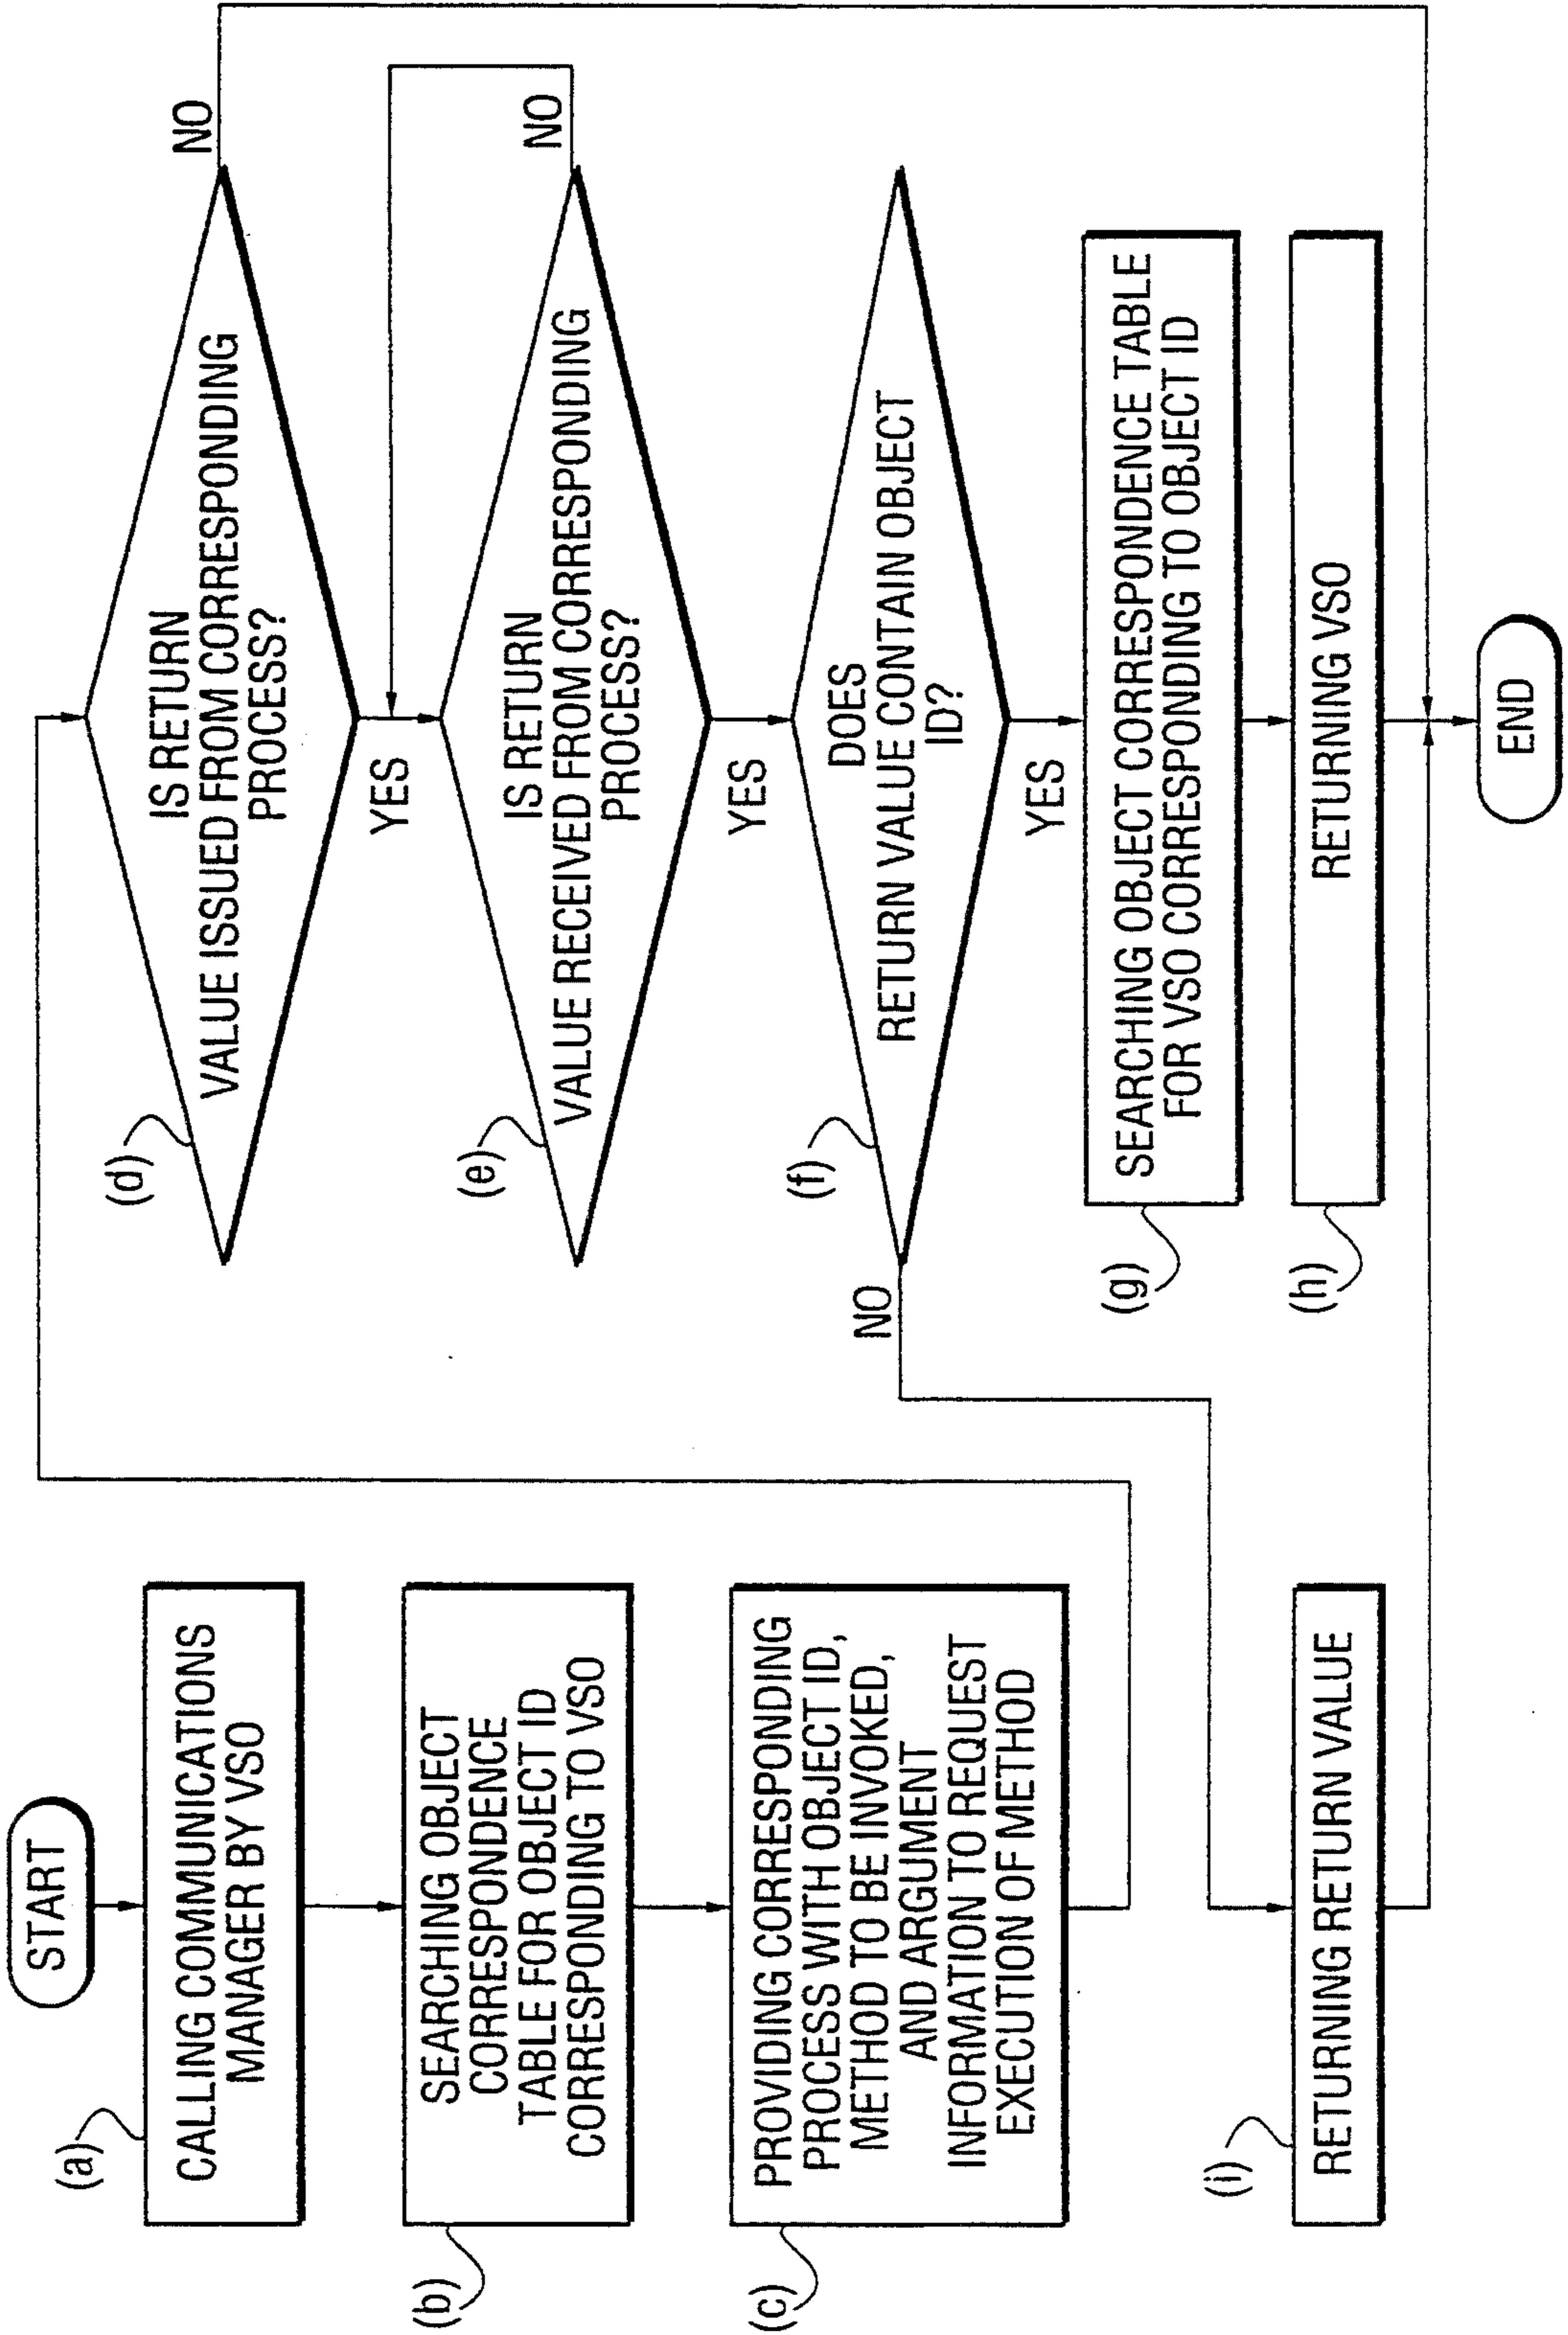 START
(a)
CALLING COMMUNICATIONS
MANAGER BY VSO
(b)
SEARCHING OBJECT
CORRESPONDENCE
TABLE FOR OBJECT ID
CORRESPONDING TO VSO
(c)
PROVIDING CORRESPONDING
PROCESS WITH OBJECT ID,
METHOD TO BE INVOKED,
AND ARGUMENT
INFORMATION TO REQUEST
EXECUTION OF METHOD
(d)
IS RETURN
VALUE ISSUED FROM CORRESPONDING
PROCESS?
NO
YES
(e)
IS RETURN
VALUE RECEIVED FROM CORRESPONDING
PROCESS?
NO
YES
(f)
DOES
RETURN VALUE CONTAIN OBJECT
ID?
NO
YES
(g)
SEARCHING OBJECT CORRESPONDENCE TABLE
FOR VSO CORRESPONDING TO OBJECT ID
(h)
RETURNING VSO
(i)
RETURNING RETURN VALUE
END